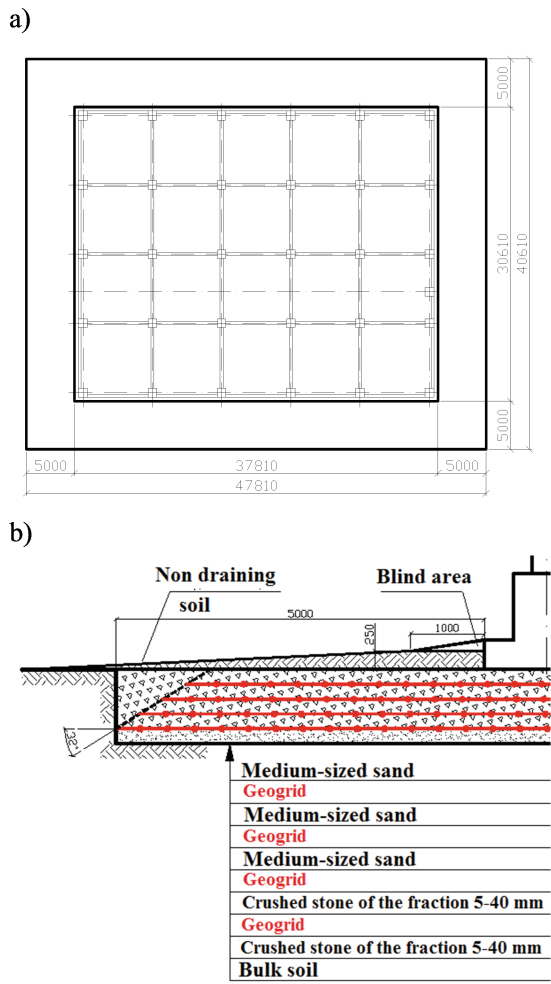 a)
5000
30610
40610
5000
5000
37810
5000
47810
b)
Non draining
soil
Blind area
5000
1000
250
32°
Medium-sized sand
Geogrid
Medium-sized sand
Geogrid
Medium-sized sand
Geogrid
Crushed stone of the fraction 5-40 mm
Geogrid
Crushed stone of the fraction 5-40 mm
Bulk soil